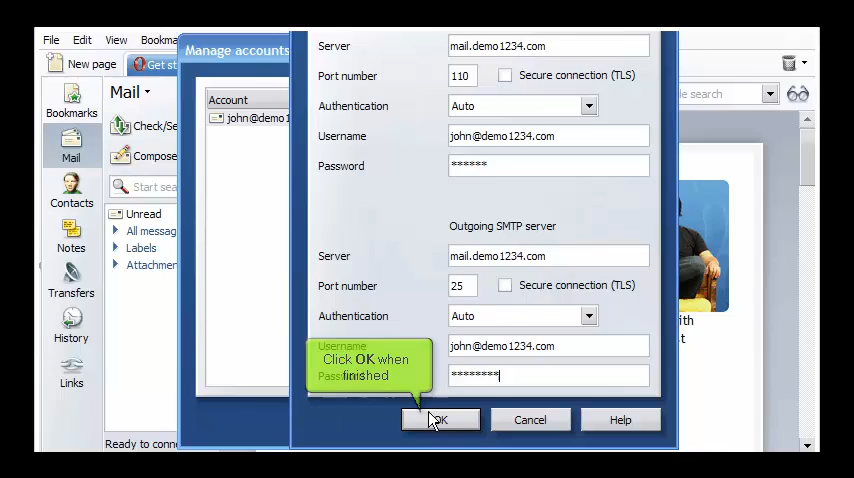 File Edit View Bookma
Manage accounts
New page Get st
Mail
Bookmarks
Mail
Contacts
Notes
Transfers
History
Links
Check/Se
Compose
Start sea
Unread
All messag
Labels
Attachmen
Ready to conne
Account
john@demo1
Server mail.demo1234.com
Port number 110 Secure connection (TLS)
Authentication Auto
Username john@demo1234.com
Password ******
Outgoing SMTP server
Server mail.demo1234.com
Port number 25 Secure connection (TLS)
Authentication Auto
Username john@demo1234.com
Password ********
Click OK when
finished
OK Cancel Help
le search
ith
t